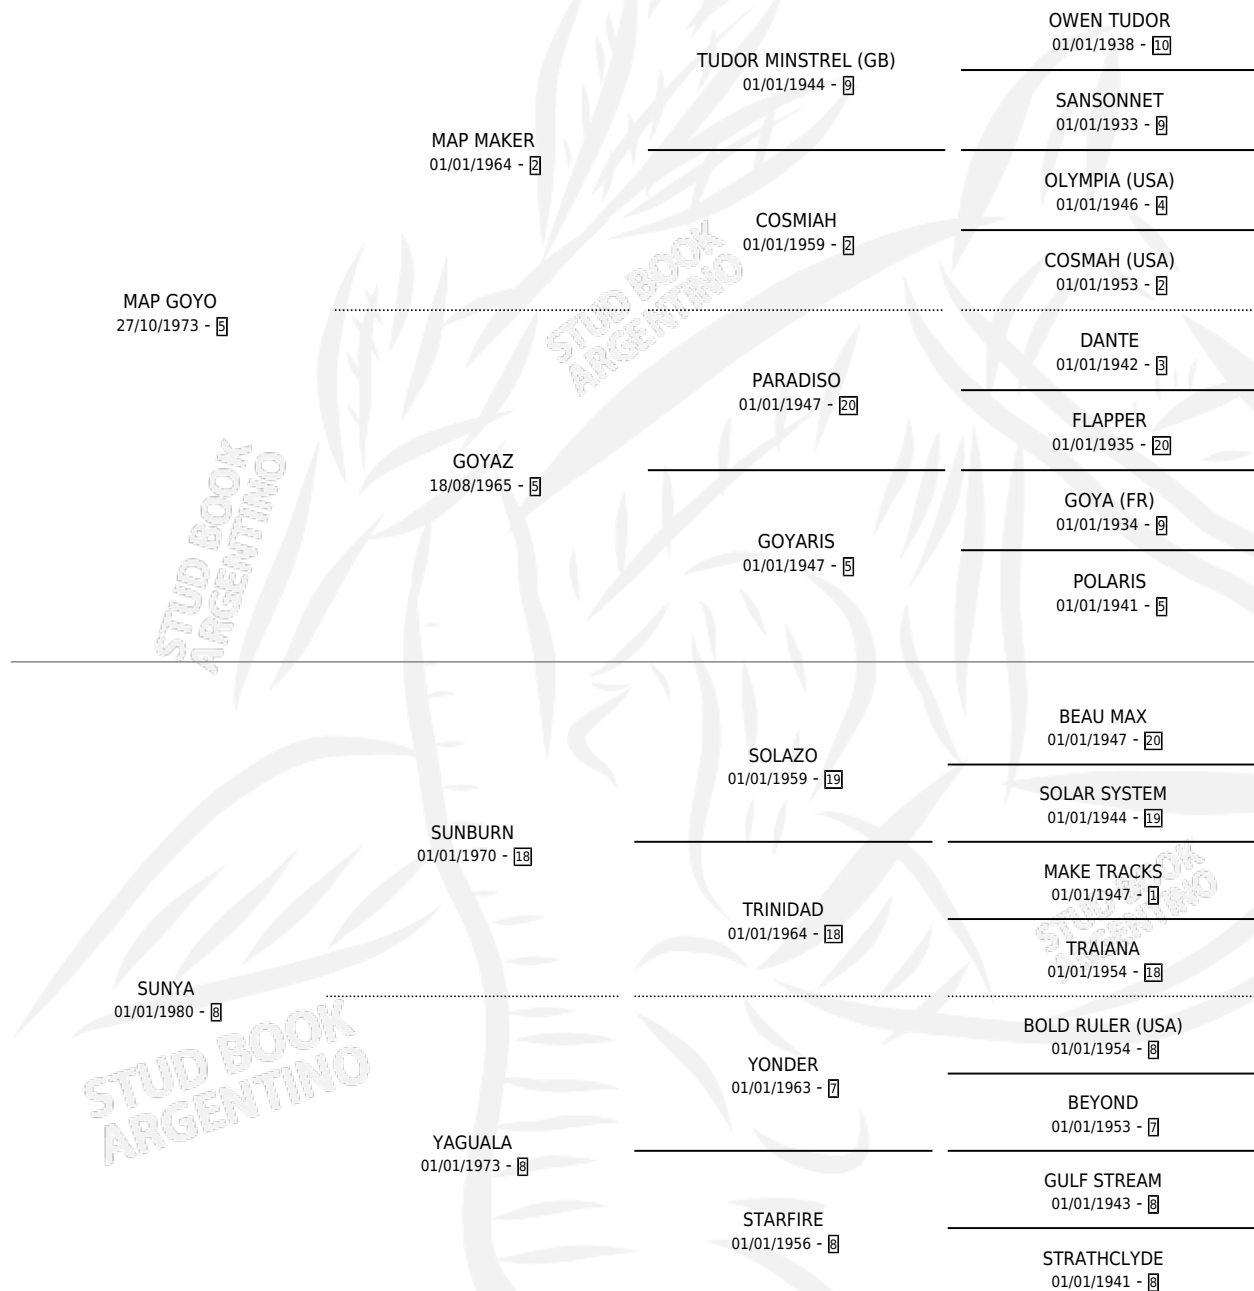 OWEN TUDOR
01/01/1938 - 10
TUDOR MINSTREL (GB)
01/01/1944 - 9
SANSONNET
01/01/1933 - 9
MAP MAKER
01/01/1964 - 2
OLYMPIA (USA)
01/01/1946 - 4
COSMIAH
01/01/1959 - 2
COSMAH (USA)
01/01/1953 - 2
MAP GOYO
27/10/1973 - 5
DANTE
01/01/1942 - 3
PARADISO
01/01/1947 - 20
FLAPPER
01/01/1935 - 20
GOYAZ
18/08/1965 - 5
GOYA (FR)
01/01/1934 - 9
GOYARIS
01/01/1947 - 5
POLARIS
01/01/1941 - 5
BEAU MAX
01/01/1947 - 20
SOLAZO
01/01/1959 - 19
SOLAR SYSTEM
01/01/1944 - 19
SUNBURN
01/01/1970 - 18
MAKE TRACKS
01/01/1947 - 1
TRINIDAD
01/01/1964 - 18
TRAIANA
01/01/1954 - 18
SUNYA
01/01/1980 - 8
BOLD RULER (USA)
01/01/1954 - 8
YONDER
01/01/1963 - 7
BEYOND
01/01/1953 - 7
YAGUALA
01/01/1973 - 8
GULF STREAM
01/01/1943 - 8
STARFIRE
01/01/1956 - 8
STRATHCLYDE
01/01/1941 - 8
STUD BOOK
ARGENTINO
STUD BOOK
ARGENTINO
STUD BOOK
ARGENTINO
STUD BOOK
ARGENTINO